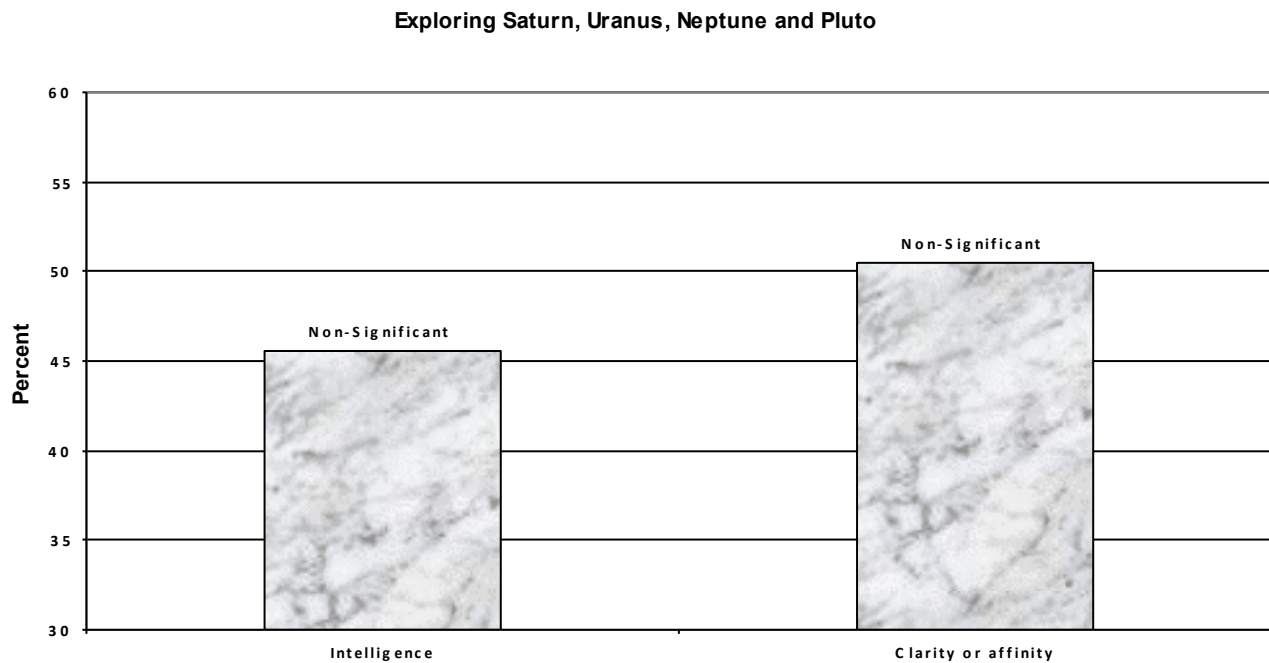 Exploring Saturn, Uranus, Neptune and Pluto
60
55
50
45
40
35
30
Percent
Non-Significant
Non-Significant
Intelligence
Clarity or affinity